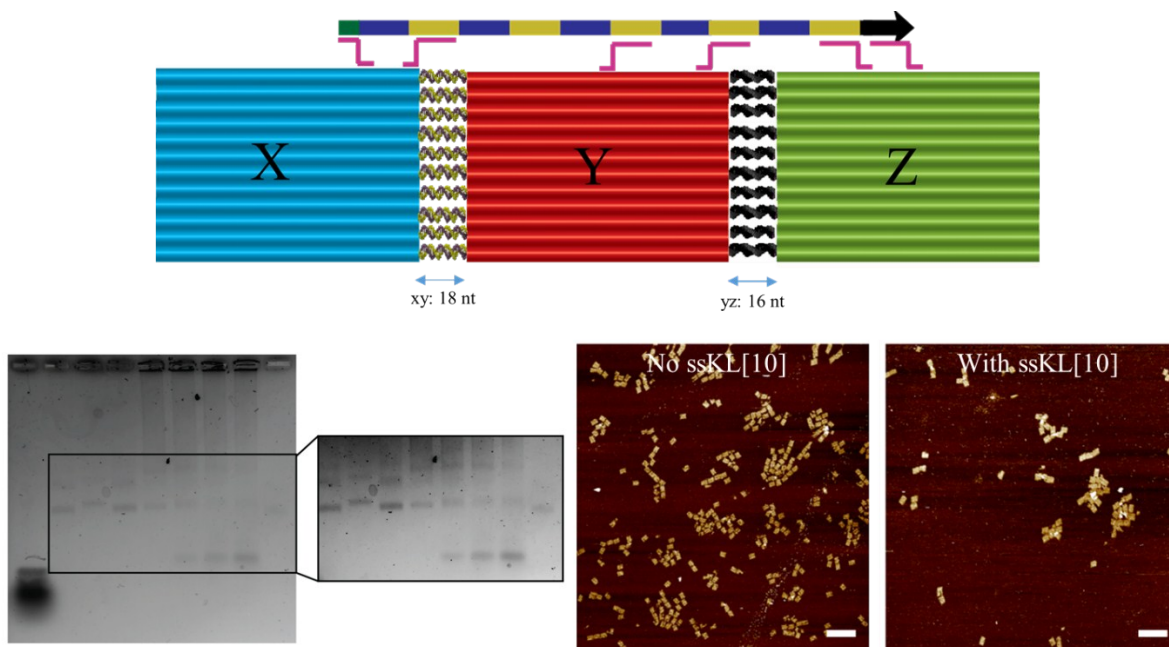 X
Y
Z
xy: 18 nt
yz: 16 nt
No ssKL[10]
With ssKL[10]